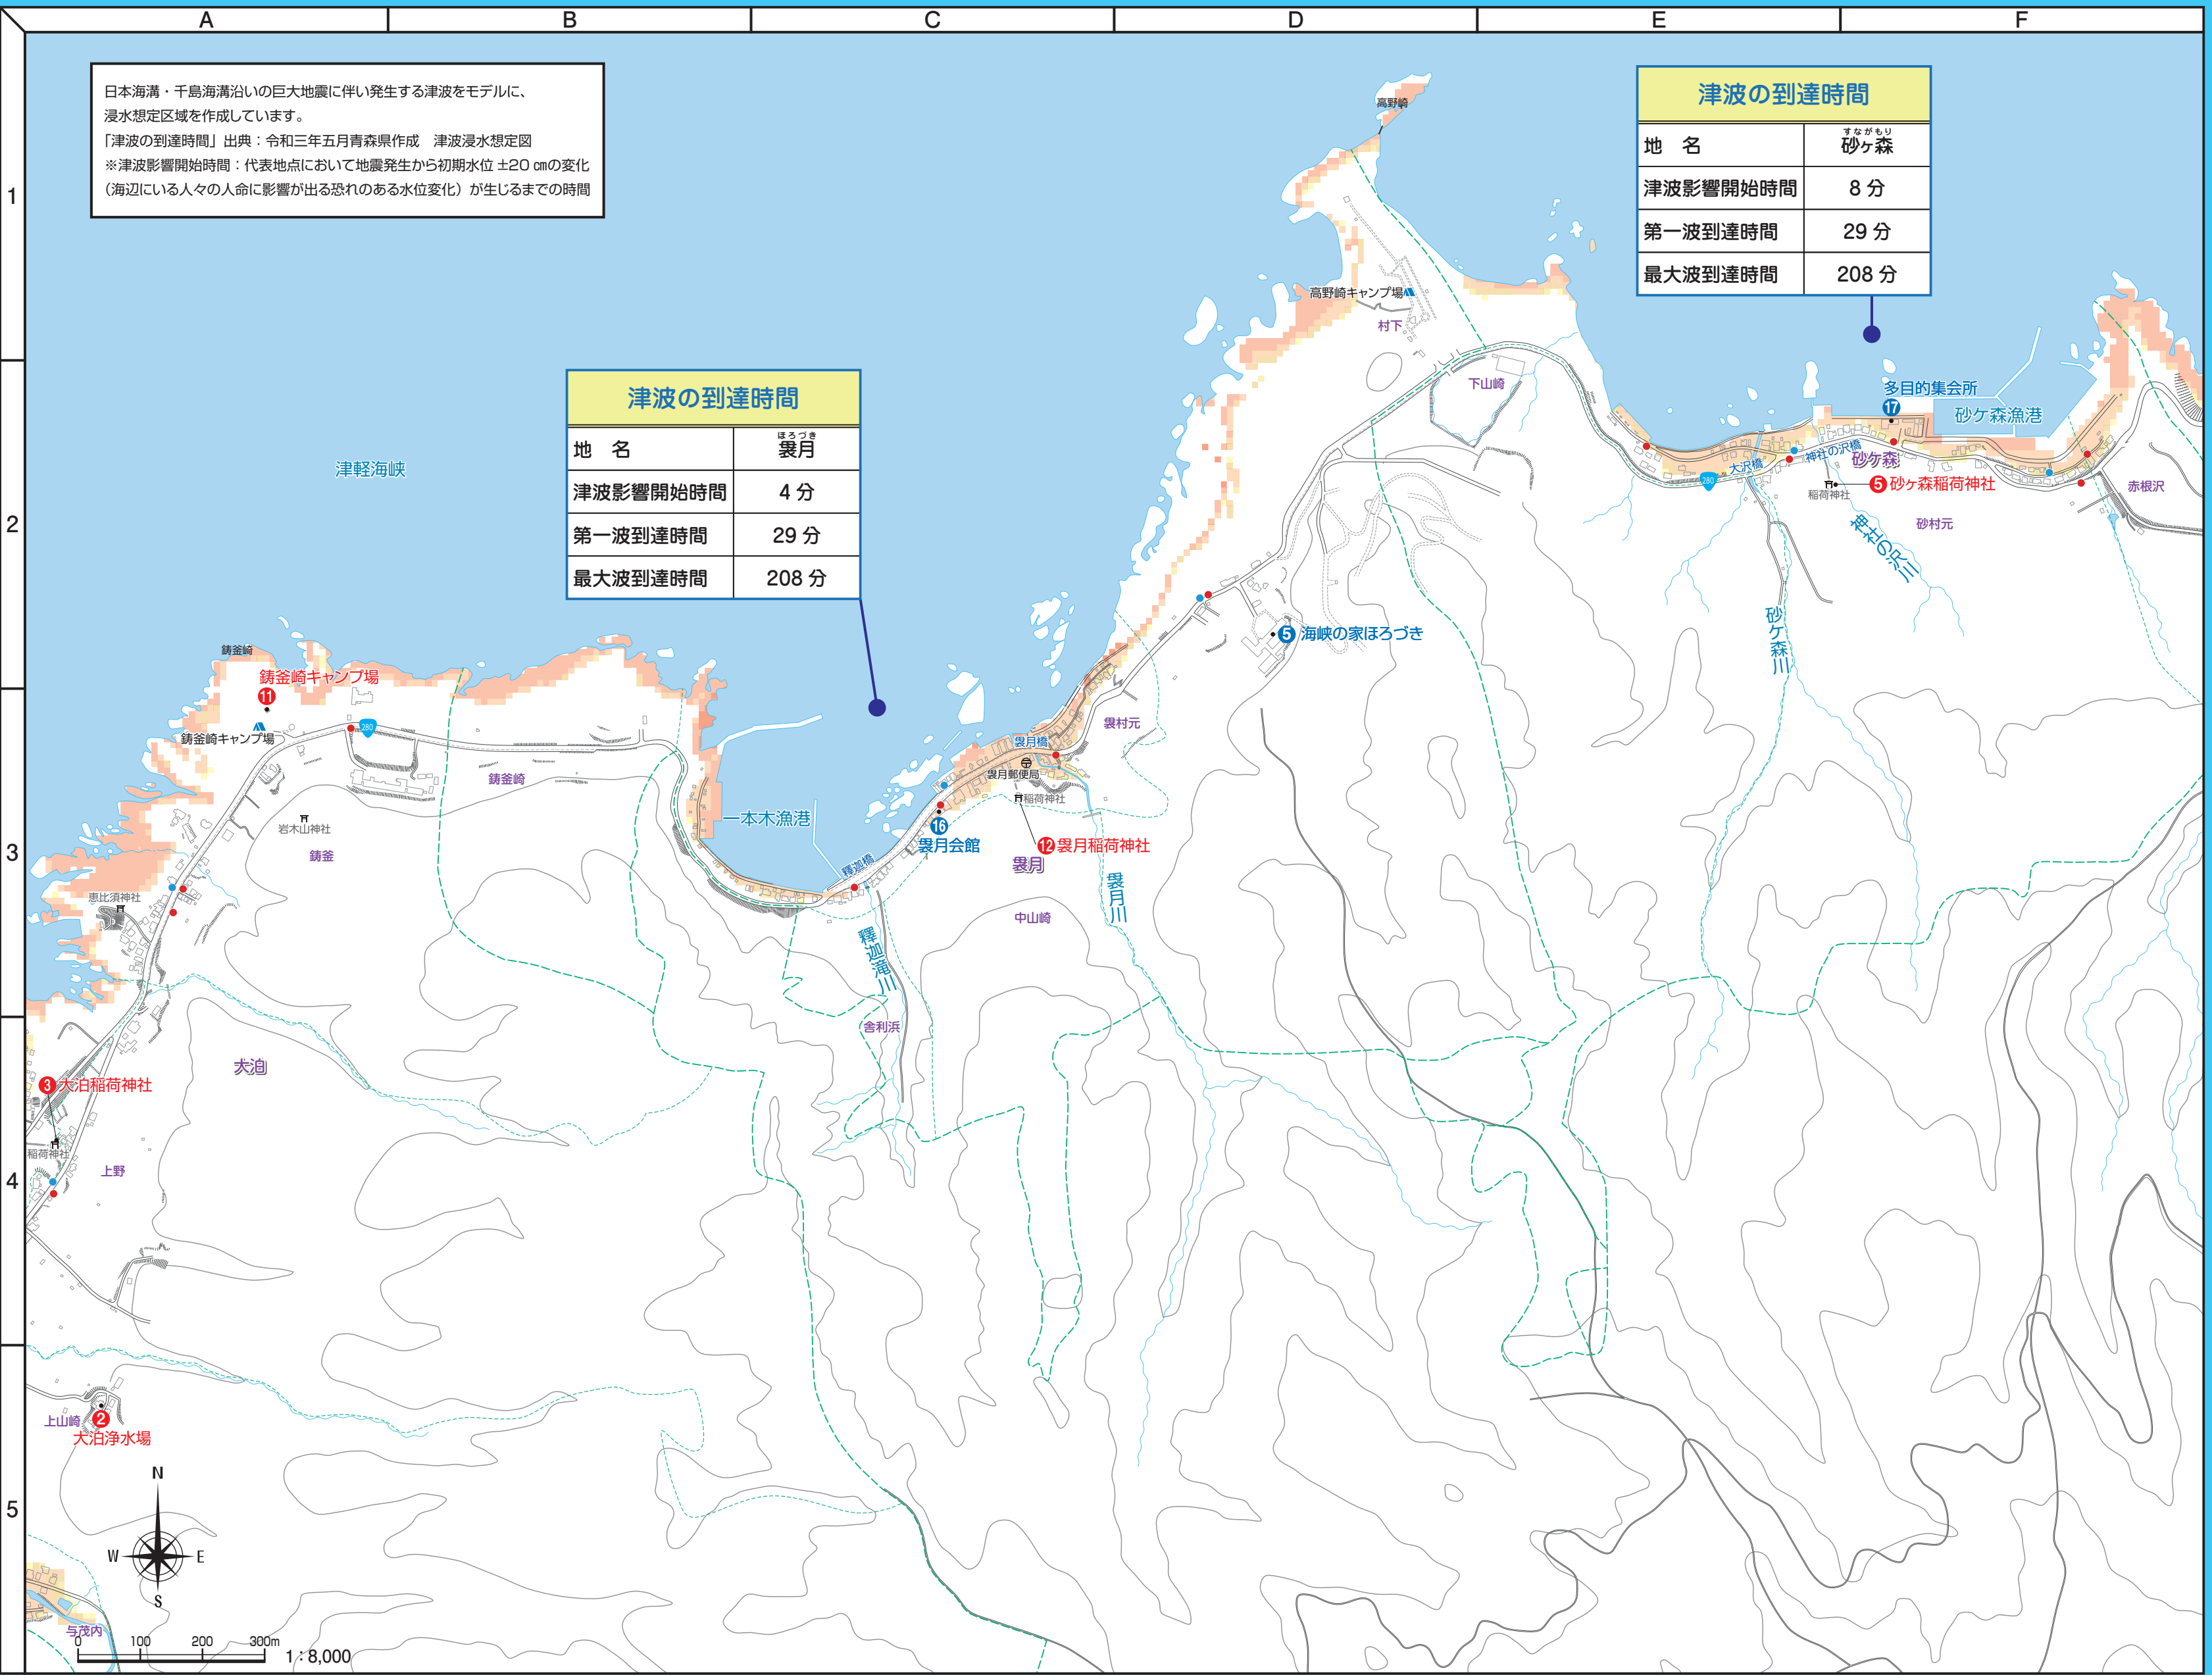 A B C D E F
1
2
3
4
5
日本海溝・千島海溝沿いの巨大地震に伴い発生する津波をモデルに、
浸水想定区域を作成しています。
「津波の到達時間」出典：令和三年五月青森県作成　津波浸水想定図
※津波影響開始時間：代表地点において地震発生から初期水位 ±20 ㎝の変化
（海辺にいる人々の人命に影響が出る恐れのある水位変化）が生じるまでの時間
津波の到達時間
すながもり
地　名 砂ヶ森
津波影響開始時間 8 分
第一波到達時間 29 分
最大波到達時間 208 分
津波の到達時間
ほろづき
地　名 袰月
津波影響開始時間 4 分
第一波到達時間 29 分
最大波到達時間 208 分
高野崎
高野崎キャンプ場
村下
下山崎
多目的集会所
17
砂ケ森漁港
神社の沢橋
大沢橋
砂ケ森
280
稲荷神社
5 砂ヶ森稲荷神社
赤根沢
砂村元
神社の沢川
砂ケ森川
津軽海峡
5 海峡の家ほろづき
鋳釜崎
鋳釜崎キャンプ場
11
鋳釜崎キャンプ場
280
鋳釜崎
岩木山神社
鋳釜
袰村元
袰月橋
袰月郵便局
稲荷神社
一本木漁港
16
袰月会館
12 袰月稲荷神社
袰月
釋迦橋
袰月川
中山崎
釋迦滝川
舎利浜
恵比須神社
大泊
3 大泊稲荷神社
稲荷神社
上野
上山崎
2
大泊浄水場
N
W E
S
与茂内
0 100 200 300m
1：8,000